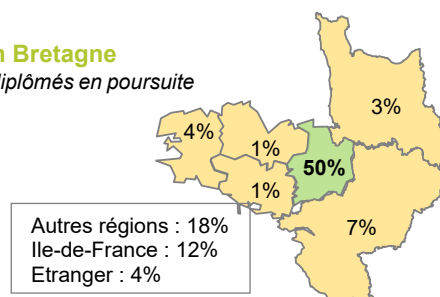 Bretagne
diplômés en poursuite
3%
4%
1%
50%
1%
7%
Autres régions : 18%
Ile-de-France : 12%
Etranger : 4%